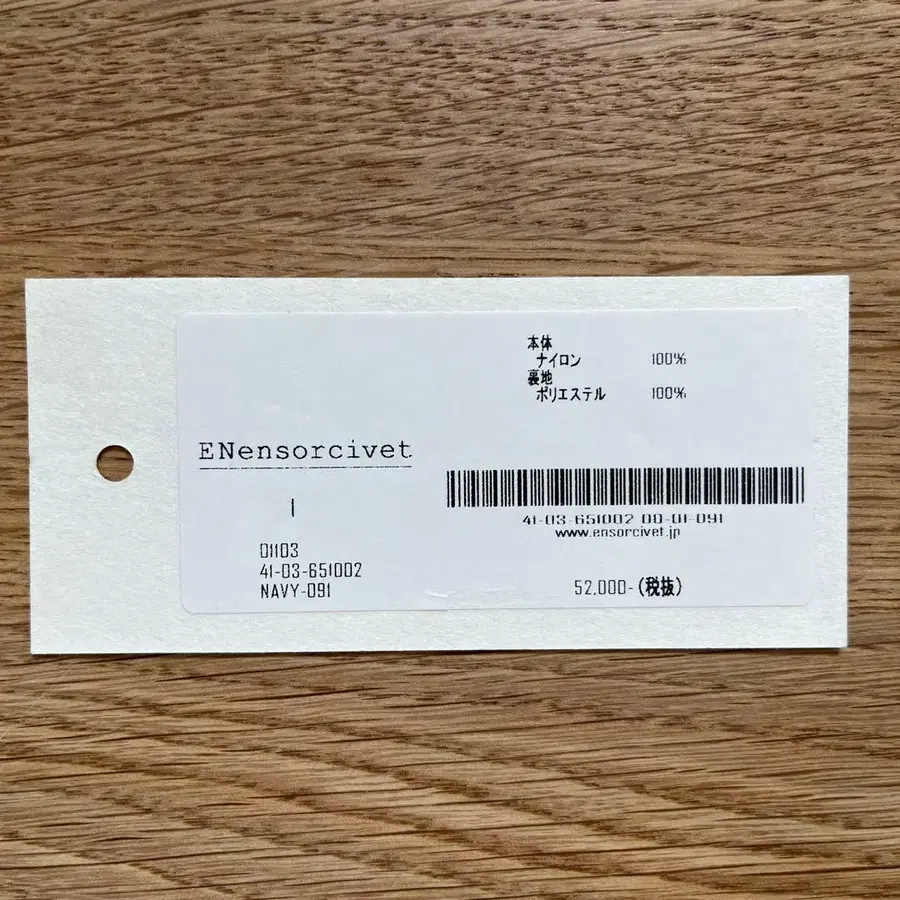 本体
ナイロン 100%
裏地
ポリエステル 100%
ENensorcivet
1
01103
41-03-651002
NAVY-091
41-03-651002 00-01-091
www.ensorcivet.jp
52,000-(税抜)